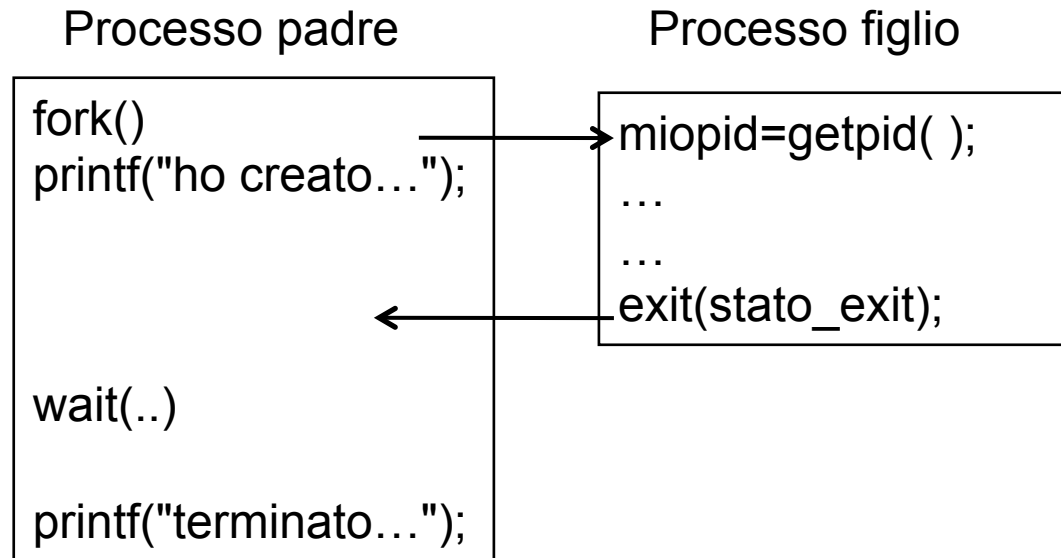 Processo padre
Processo figlio
fork()
printf("ho creato…");
wait(..)
printf("terminato…");
miopid=getpid( );
…
…
exit(stato_exit);